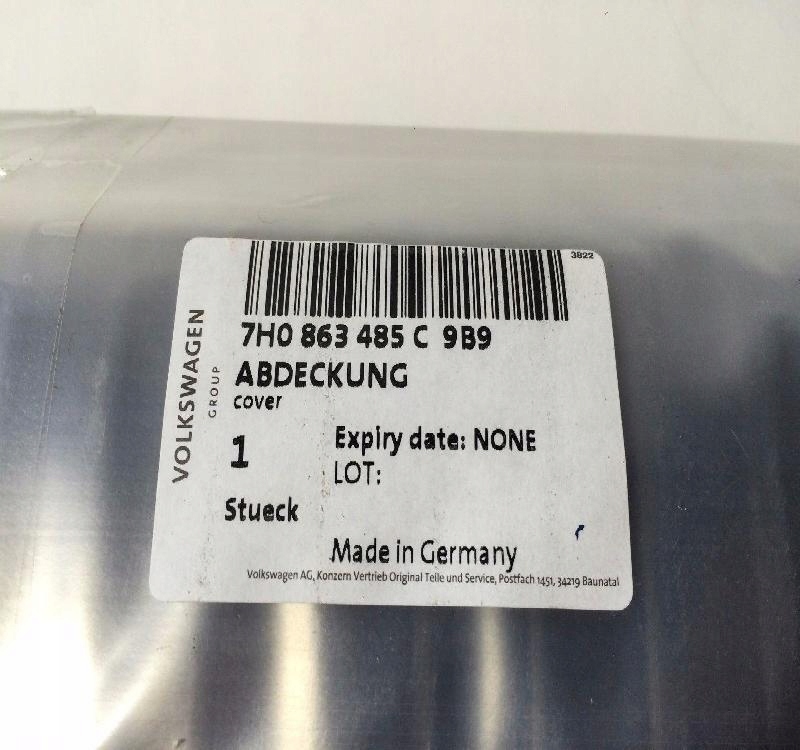 3822
VOLKSWAGEN
GROUP
7H0 863 485 C 9B9
ABDECKUNG
cover
1
Expiry date: NONE
LOT:
Stueck
Made in Germany
Volkswagen AG, Konzern Vertrieb Original Teile und Service, Postfach 1451, 34219 Baunatal